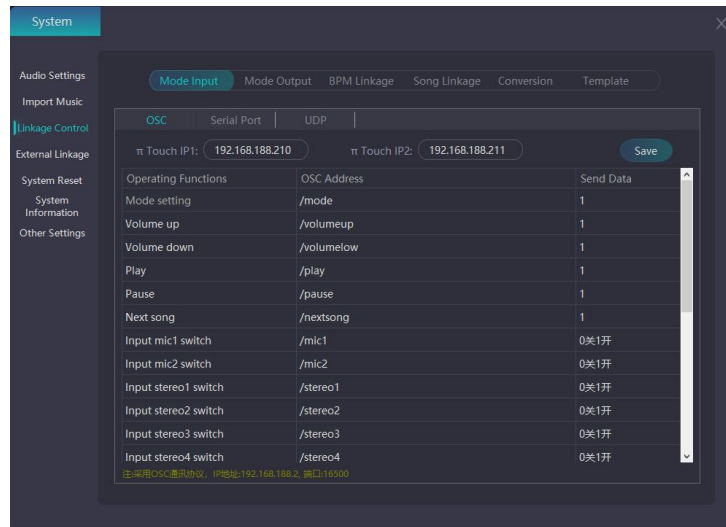 System
Audio Settings
Import Music
Linkage Control
External Linkage
System Reset
System
Information
Other Settings
Mode Input Mode Output BPM Linkage Song Linkage Conversion Template
OSC Serial Port UDP
π Touch IP1: 192.168.188.210 π Touch IP2: 192.168.188.211 Save
Operating Functions OSC Address Send Data
Mode setting /mode 1
Volume up /volumeup 1
Volume down /volumelow 1
Play /play 1
Pause /pause 1
Next song /nextsong 1
Input mic1 switch /mic1 0关1开
Input mic2 switch /mic2 0关1开
Input stereo1 switch /stereo1 0关1开
Input stereo2 switch /stereo2 0关1开
Input stereo3 switch /stereo3 0关1开
Input stereo4 switch /stereo4 0关1开
注:采用OSC通讯协议，IP地址:192.168.188.2, 端口:16500